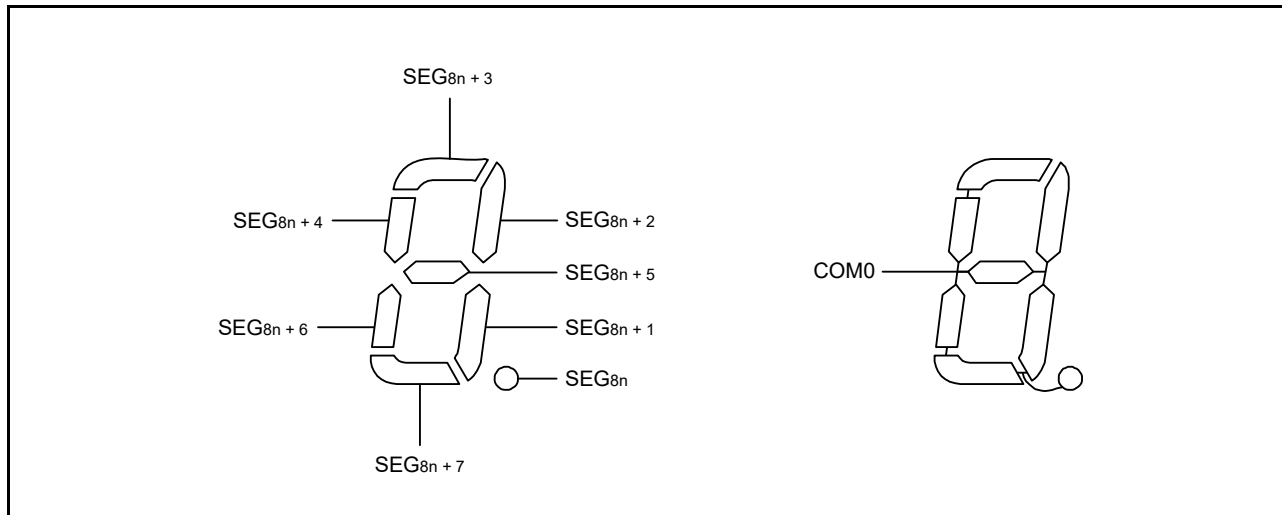 SEG8n + 3
SEG8n + 4
SEG8n + 2
SEG8n + 5
COM0
SEG8n + 6
SEG8n + 1
SEG8n
SEG8n + 7